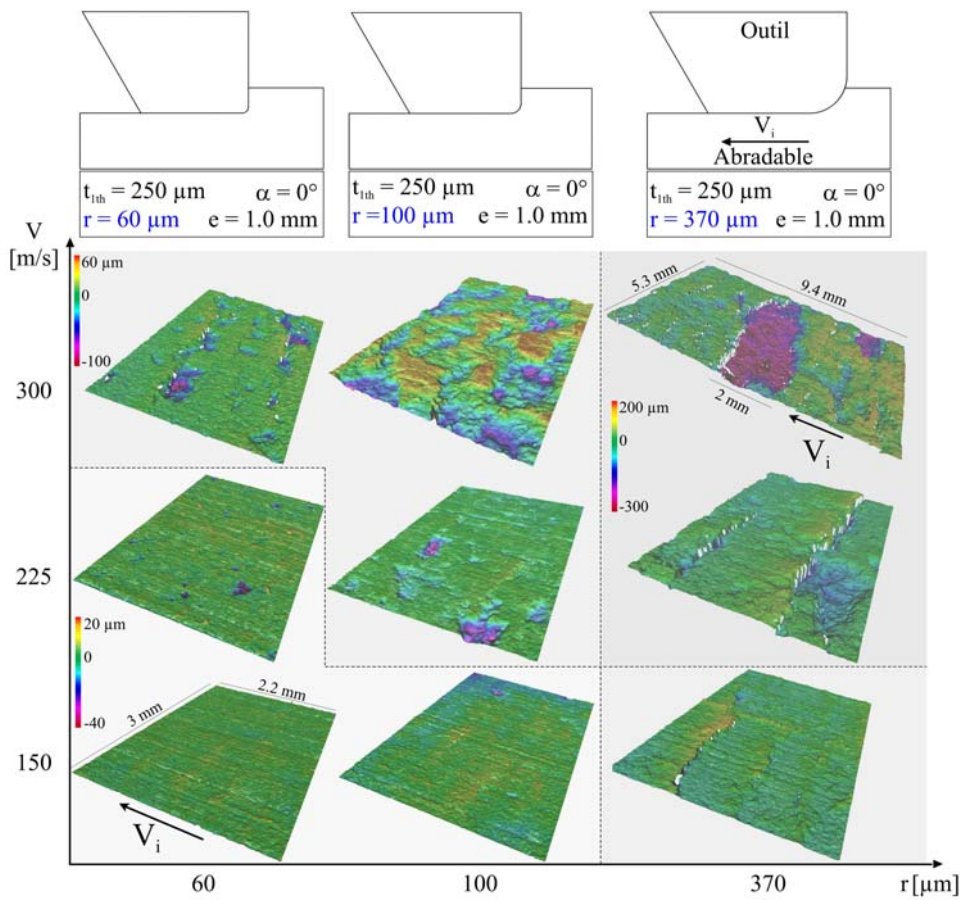 Outil
V_i
Abradable
t_1th = 250 µm α = 0°
r = 60 µm e = 1.0 mm
t_1th = 250 µm α = 0°
r =100 µm e = 1.0 mm
t_1th = 250 µm α = 0°
r = 370 µm e = 1.0 mm
V
[m/s]
60 µm
0
-100
5.3 mm
9.4 mm
2 mm
V_i
300
200 µm
0
-300
225
20 µm
0
-40
3 mm
2.2 mm
150
V_i
60
100
370
r [µm]